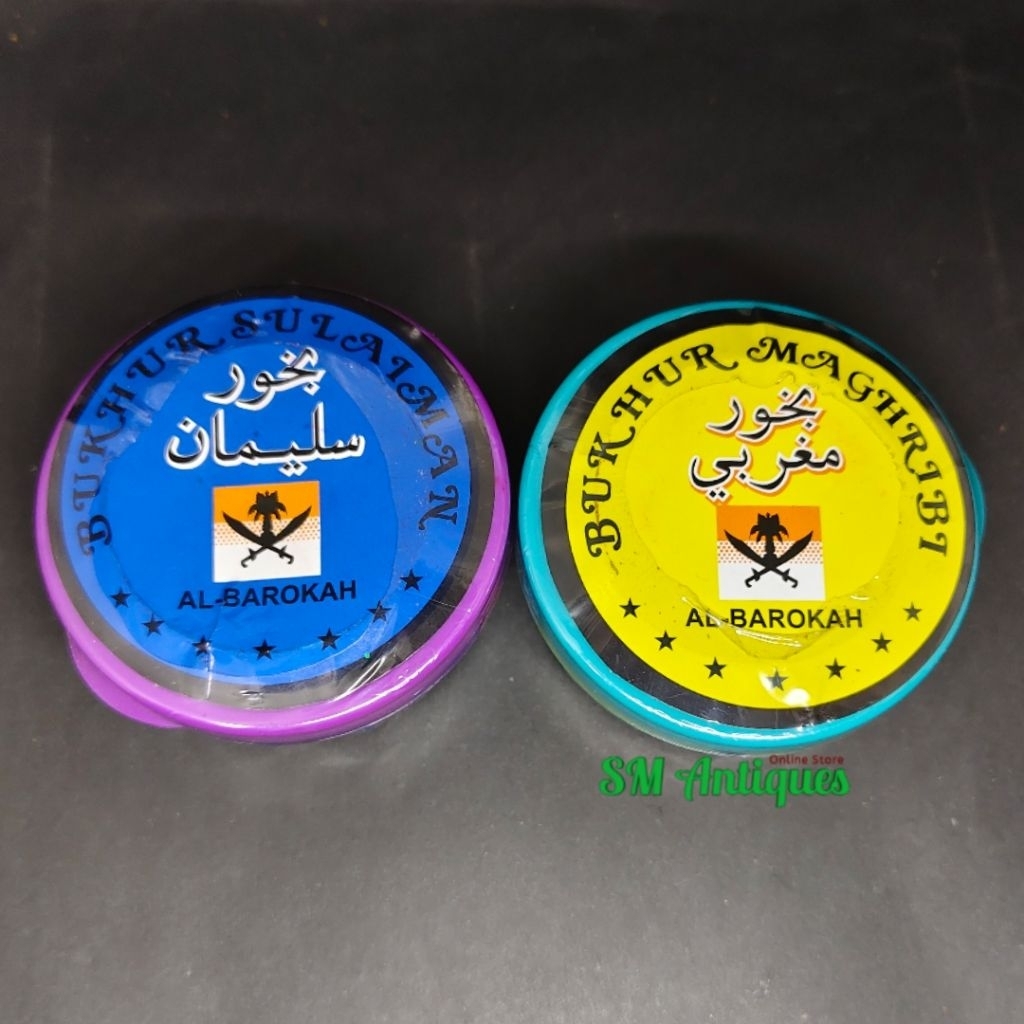 BUKHUR SULAIMAN
بخور
سليمان
AL-BAROKAH
BUKHUR MAGHRIBI
بخور
مغربي
AL-BAROKAH
Online Store
SM Antiques